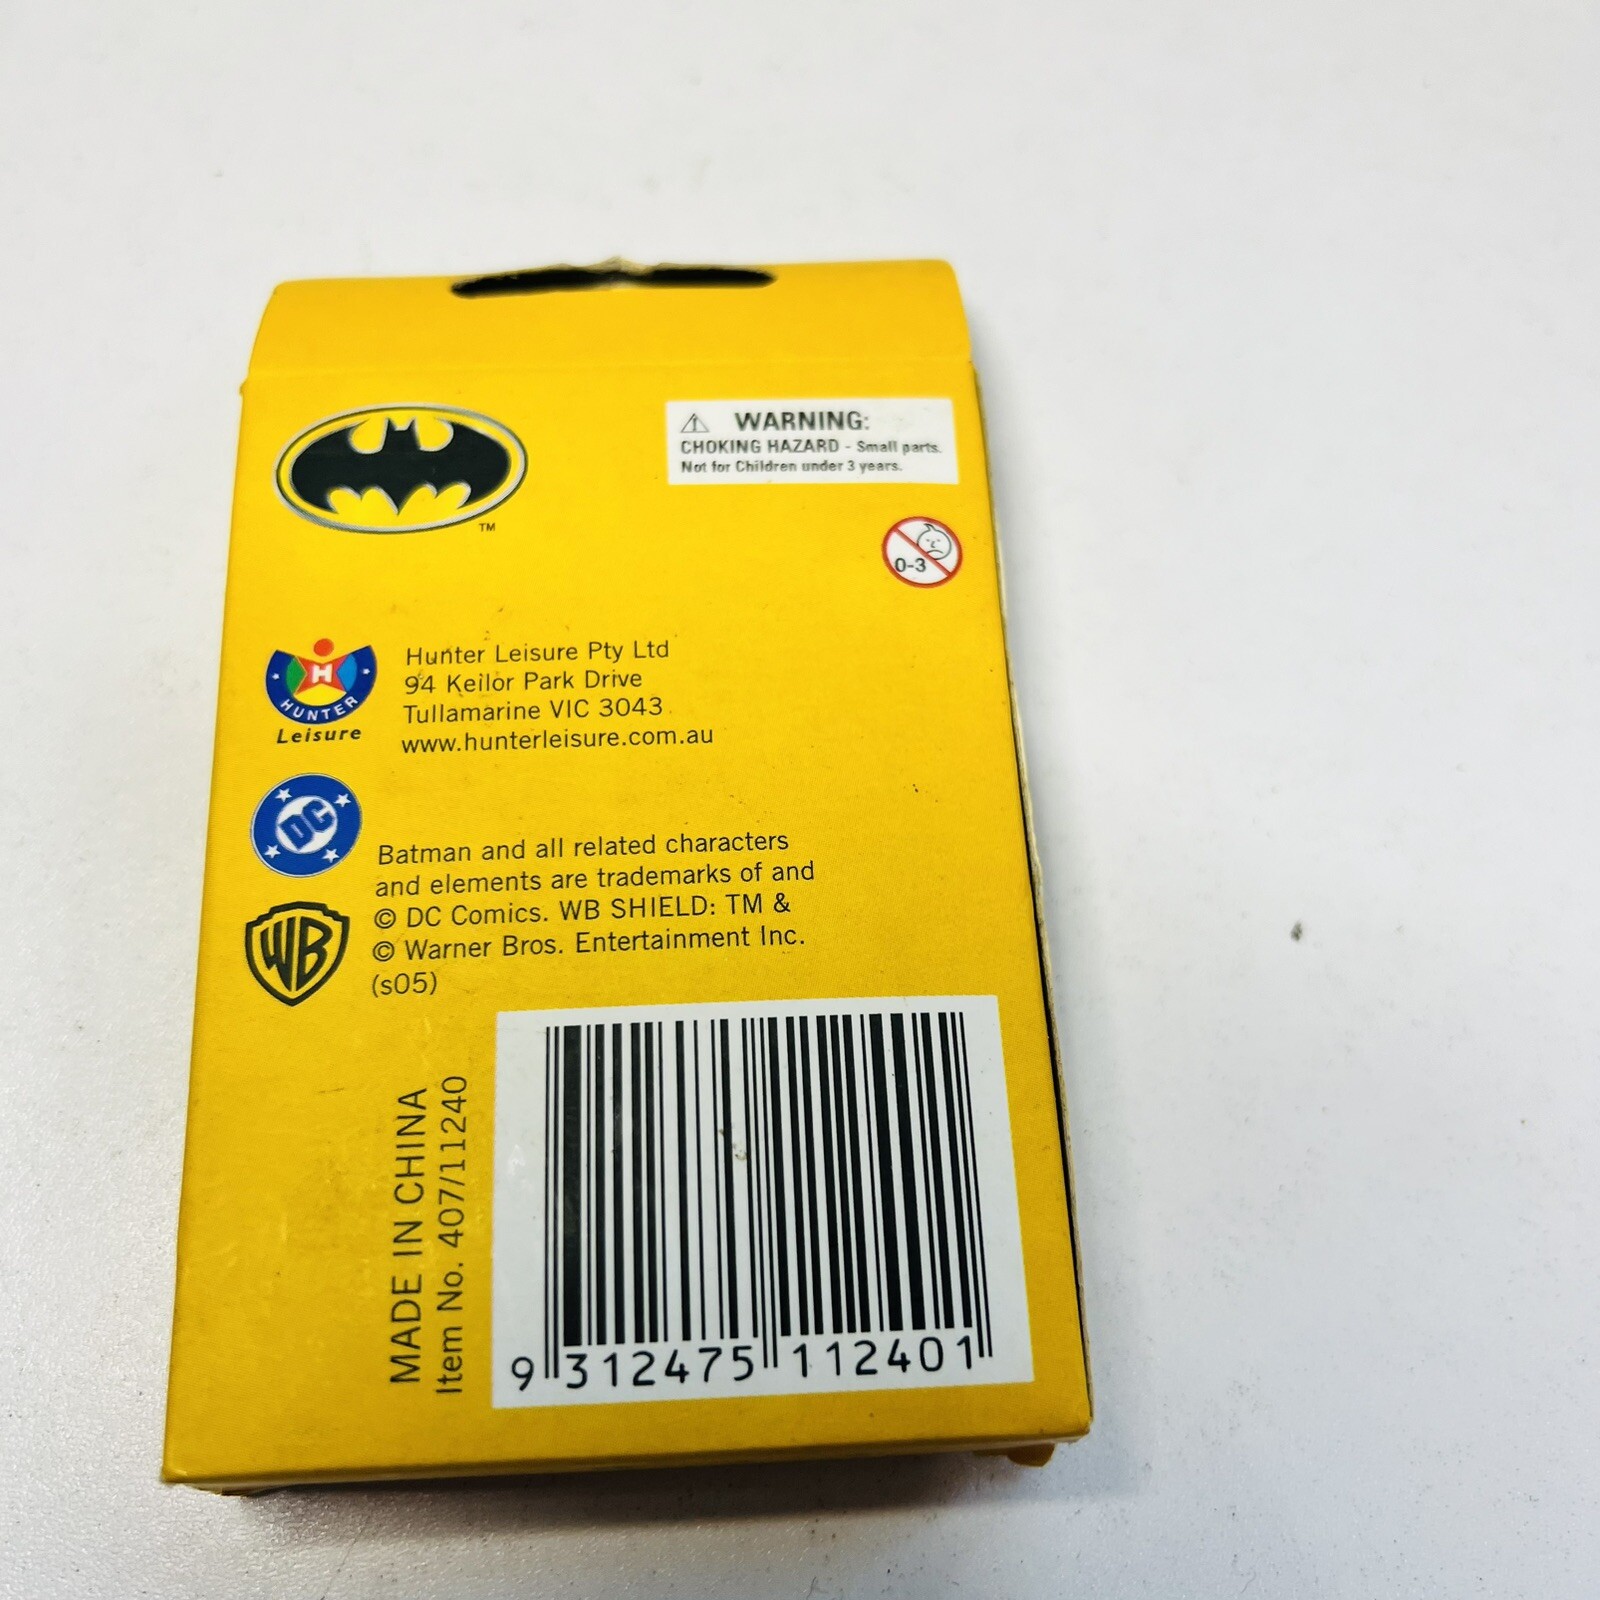 TM
⚠ WARNING:
CHOKING HAZARD - Small parts.
Not for Children under 3 years.
0-3
H
HUNTER
Leisure
Hunter Leisure Pty Ltd
94 Keilor Park Drive
Tullamarine VIC 3043
www.hunterleisure.com.au
DC
Batman and all related characters
and elements are trademarks of and
© DC Comics. WB SHIELD: TM &
© Warner Bros. Entertainment Inc.
(s05)
WB
MADE IN CHINA
Item No. 407/11240
9 312475 112401